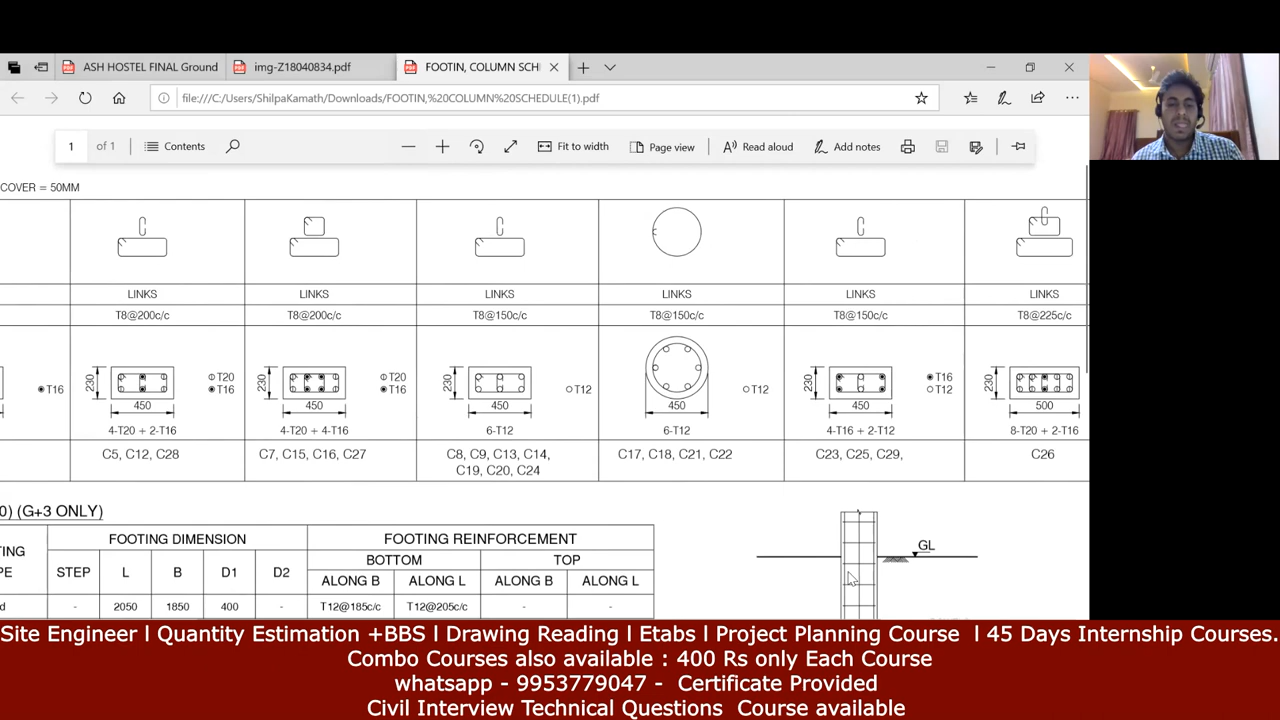 ASH HOSTEL FINAL Ground
img-Z18040834.pdf
FOOTIN, COLUMN SCH
file:///C:/Users/ShilpaKamath/Downloads/FOOTIN,%20COLUMN%20SCHEDULE(1).pdf
1 of 1 Contents Fit to width Page view Read aloud Add notes
COVER = 50MM
LINKS LINKS LINKS LINKS LINKS LINKS
T8@200c/c T8@200c/c T8@150c/c T8@150c/c T8@150c/c T8@225c/c
T16 230 T20 T16 230 T20 T16 230 T12 T12 230 T16 T12 230
450 450 450 450 450 500
4-T20 + 2-T16 4-T20 + 4-T16 6-T12 6-T12 4-T16 + 2-T12 8-T20 + 2-T16
C5, C12, C28 C7, C15, C16, C27 C8, C9, C13, C14, C17, C18, C21, C22 C23, C25, C29, C26
C19, C20, C24
0) (G+3 ONLY)
FOOTING DIMENSION FOOTING REINFORCEMENT
TING BOTTOM TOP
PE STEP L B D1 D2 ALONG B ALONG L ALONG B ALONG L
d - 2050 1850 400 - T12@185c/c T12@205c/c - -
GL
Site Engineer l Quantity Estimation +BBS l Drawing Reading l Etabs l Project Planning Course l 45 Days Internship Courses.
Combo Courses also available : 400 Rs only Each Course
whatsapp - 9953779047 - Certificate Provided
Civil Interview Technical Questions Course available